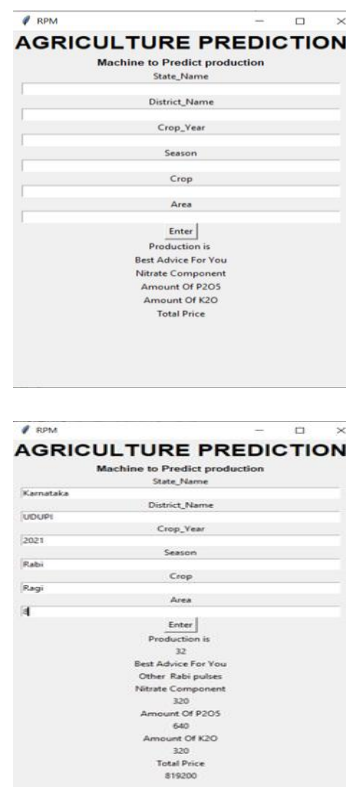 RPM
AGRICULTURE PREDICTION
Machine to Predict production
State_Name
District_Name
Crop_Year
Season
Crop
Area
Enter
Production is
Best Advice For You
Nitrate Component
Amount Of P2O5
Amount Of K2O
Total Price
RPM
AGRICULTURE PREDICTION
Machine to Predict production
State_Name
Karnataka
District_Name
UDUPI
Crop_Year
2021
Season
Rabi
Crop
Ragi
Area
Enter
Production is
32
Best Advice For You
Other Rabi pulses
Nitrate Component
320
Amount Of P2O5
640
Amount Of K2O
320
Total Price
819200